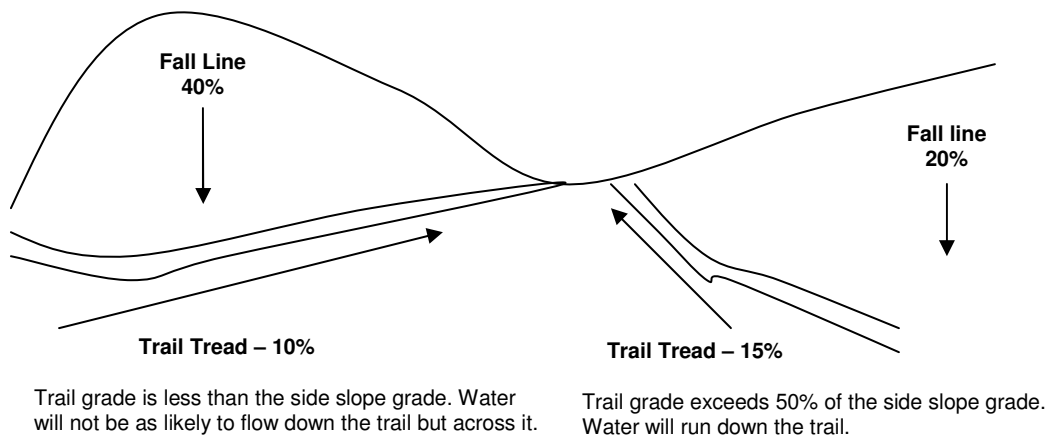 Fall Line
40%
Fall line
20%
Trail Tread – 10%
Trail Tread – 15%
Trail grade is less than the side slope grade. Water
will not be as likely to flow down the trail but across it.
Trail grade exceeds 50% of the side slope grade.
Water will run down the trail.